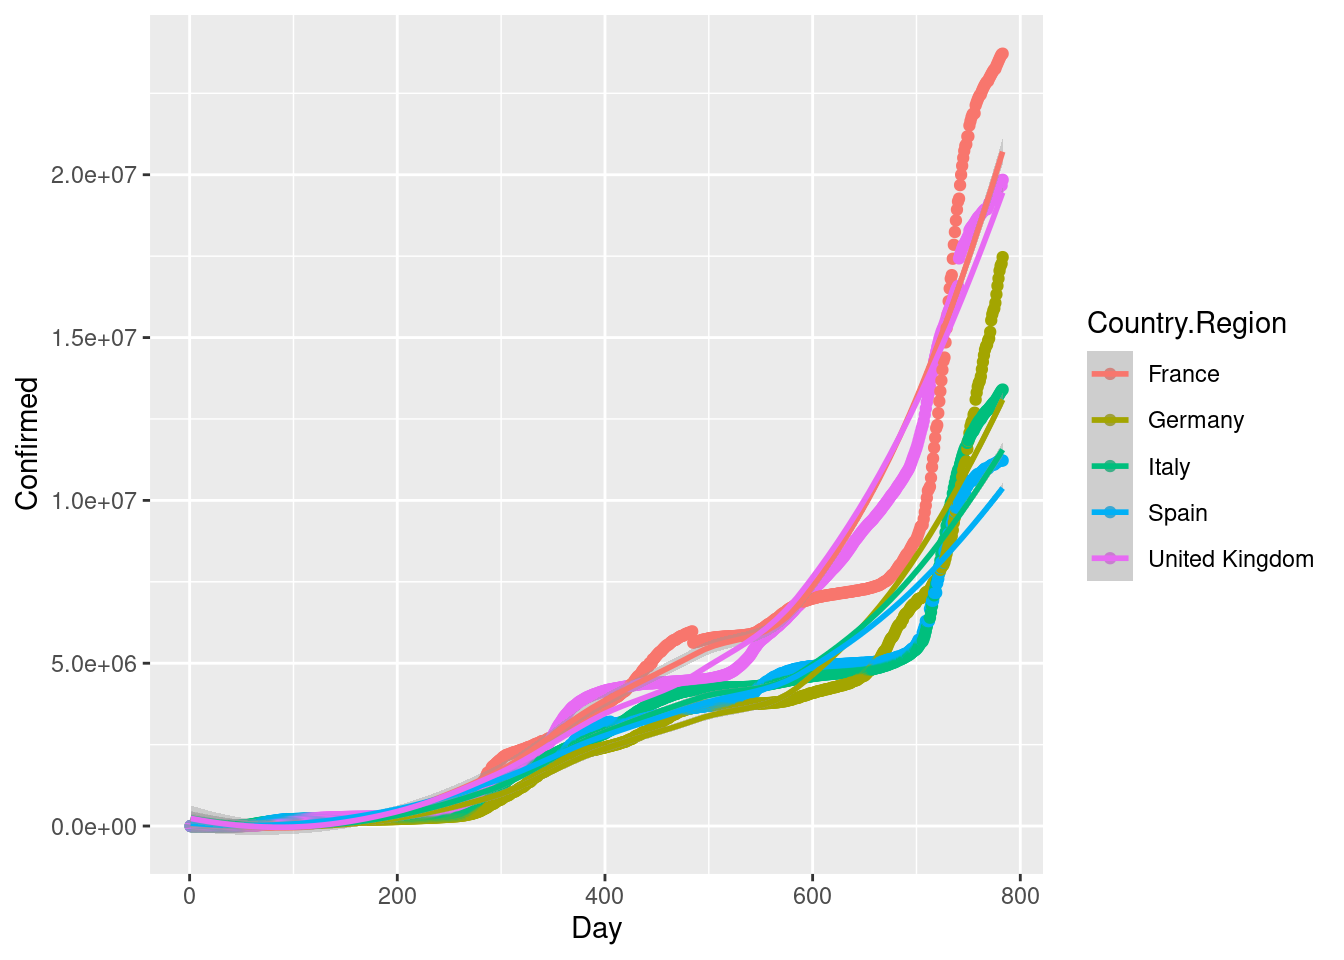 2.0e+07
1.5e+07
1.0e+07
5.0e+06
0.0e+00
Confirmed
0 200 400 600 800
Day
Country.Region
France
Germany
Italy
Spain
United Kingdom